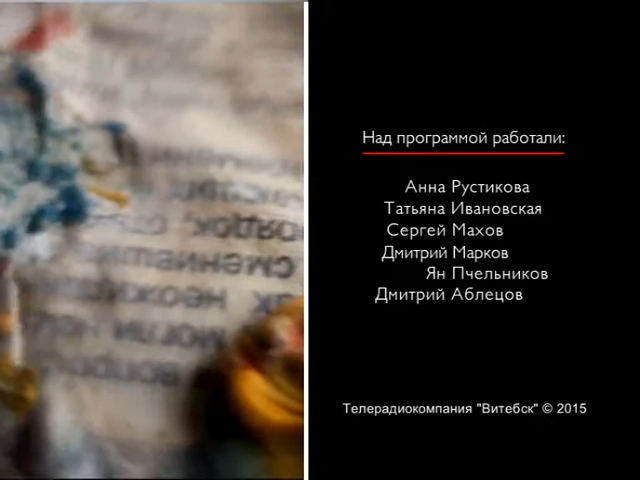 Над программой работали:
Анна Рустикова
Татьяна Ивановская
Сергей Махов
Дмитрий Марков
Ян Пчельников
Дмитрий Аблецов
Телерадиокомпания "Витебск" © 2015